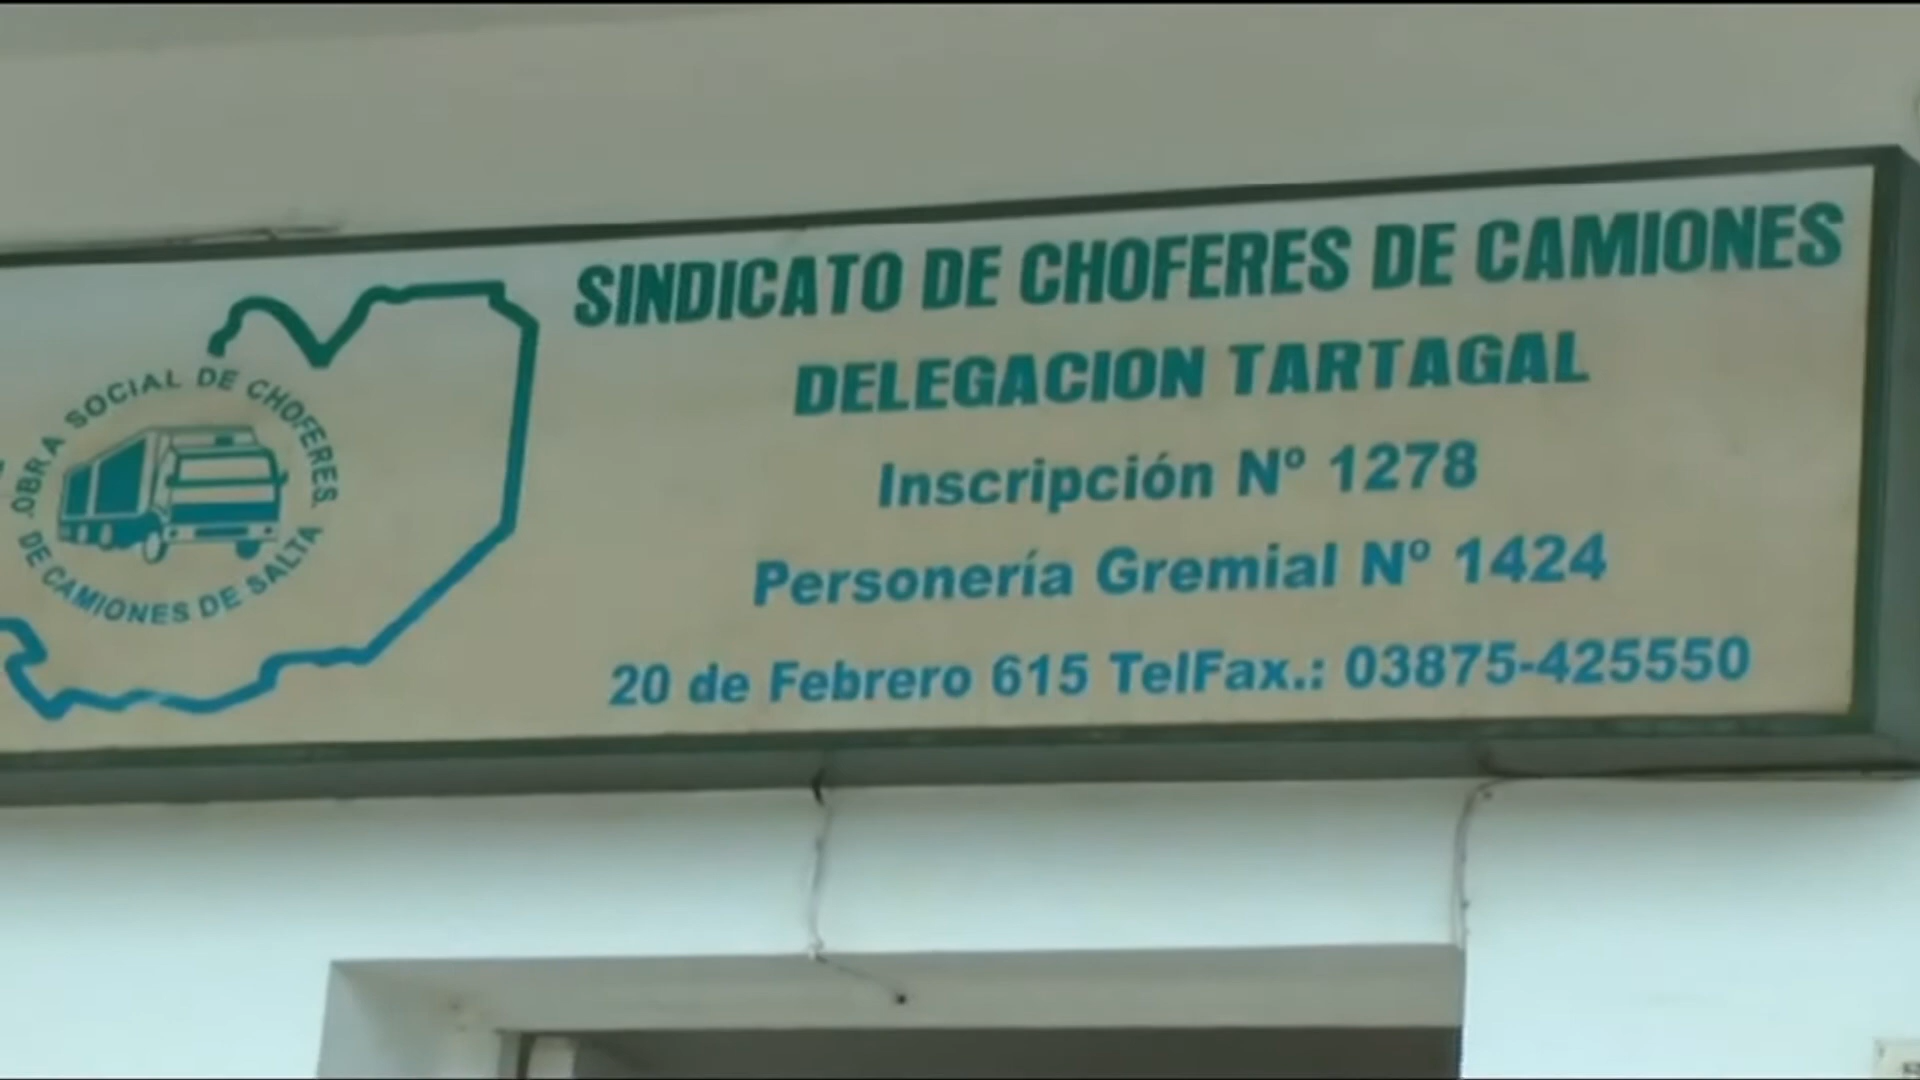 SINDICATO DE CHOFERES DE CAMIONES
DELEGACION TARTAGAL
Inscripción Nº 1278
Personería Gremial Nº 1424
20 de Febrero 615 TelFax.: 03875-425550
OBRA SOCIAL DE CHOFERES
DE CAMIONES DE SALTA